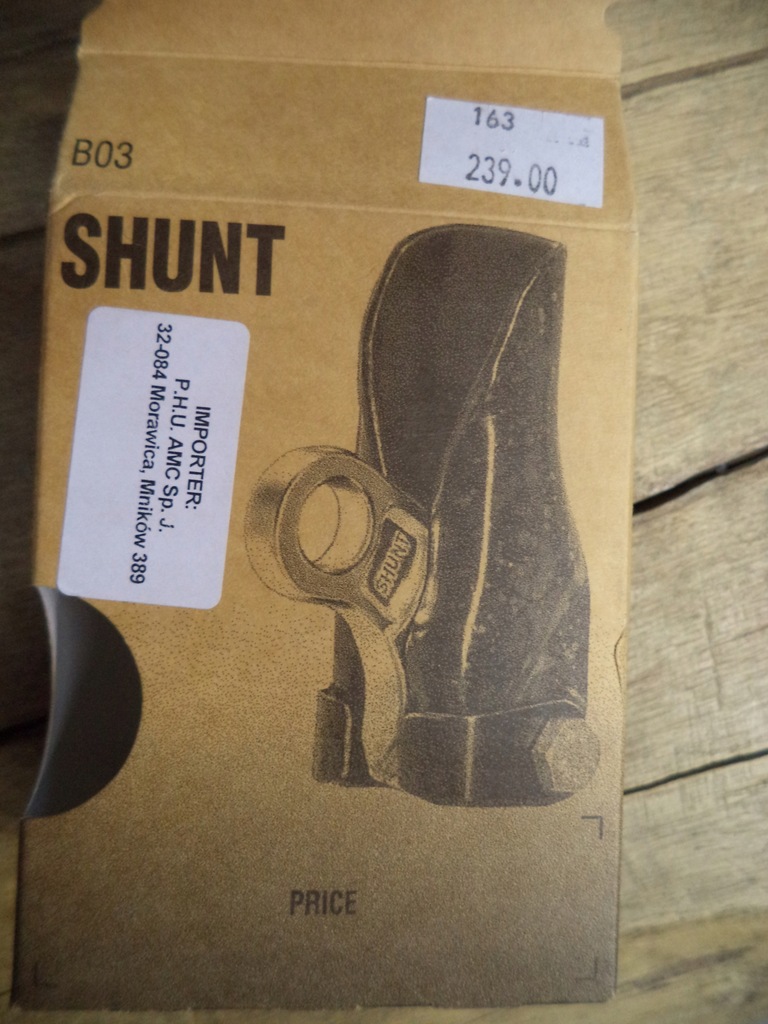 163
239.00
B03
SHUNT
IMPORTER:
P.H.U. AMC Sp. J.
32-084 Morawica, Mników 389
SHUNT
PRICE